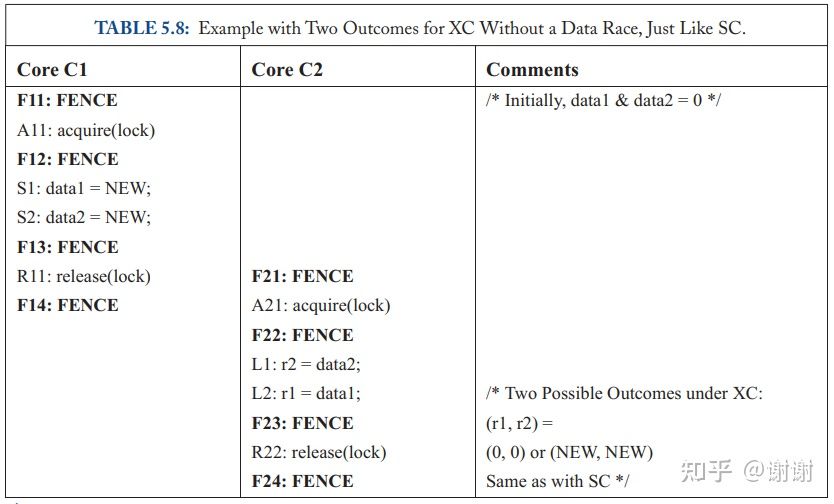 TABLE 5.8: Example with Two Outcomes for XC Without a Data Race, Just Like SC.
Core C1 Core C2 Comments
F11: FENCE /* Initially, data1 & data2 = 0 */
A11: acquire(lock)
F12: FENCE
S1: data1 = NEW;
S2: data2 = NEW;
F13: FENCE
R11: release(lock) F21: FENCE
F14: FENCE A21: acquire(lock)
F22: FENCE
L1: r2 = data2;
L2: r1 = data1; /* Two Possible Outcomes under XC:
F23: FENCE (r1, r2) =
R22: release(lock) (0, 0) or (NEW, NEW)
F24: FENCE Same as with SC */
知乎 @谢谢